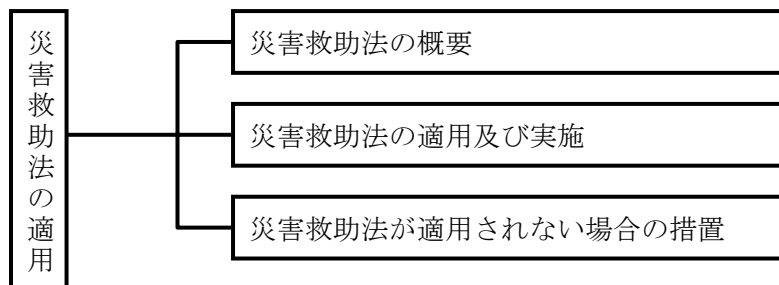 災害救助法の適用
災害救助法の概要
災害救助法の適用及び実施
災害救助法が適用されない場合の措置